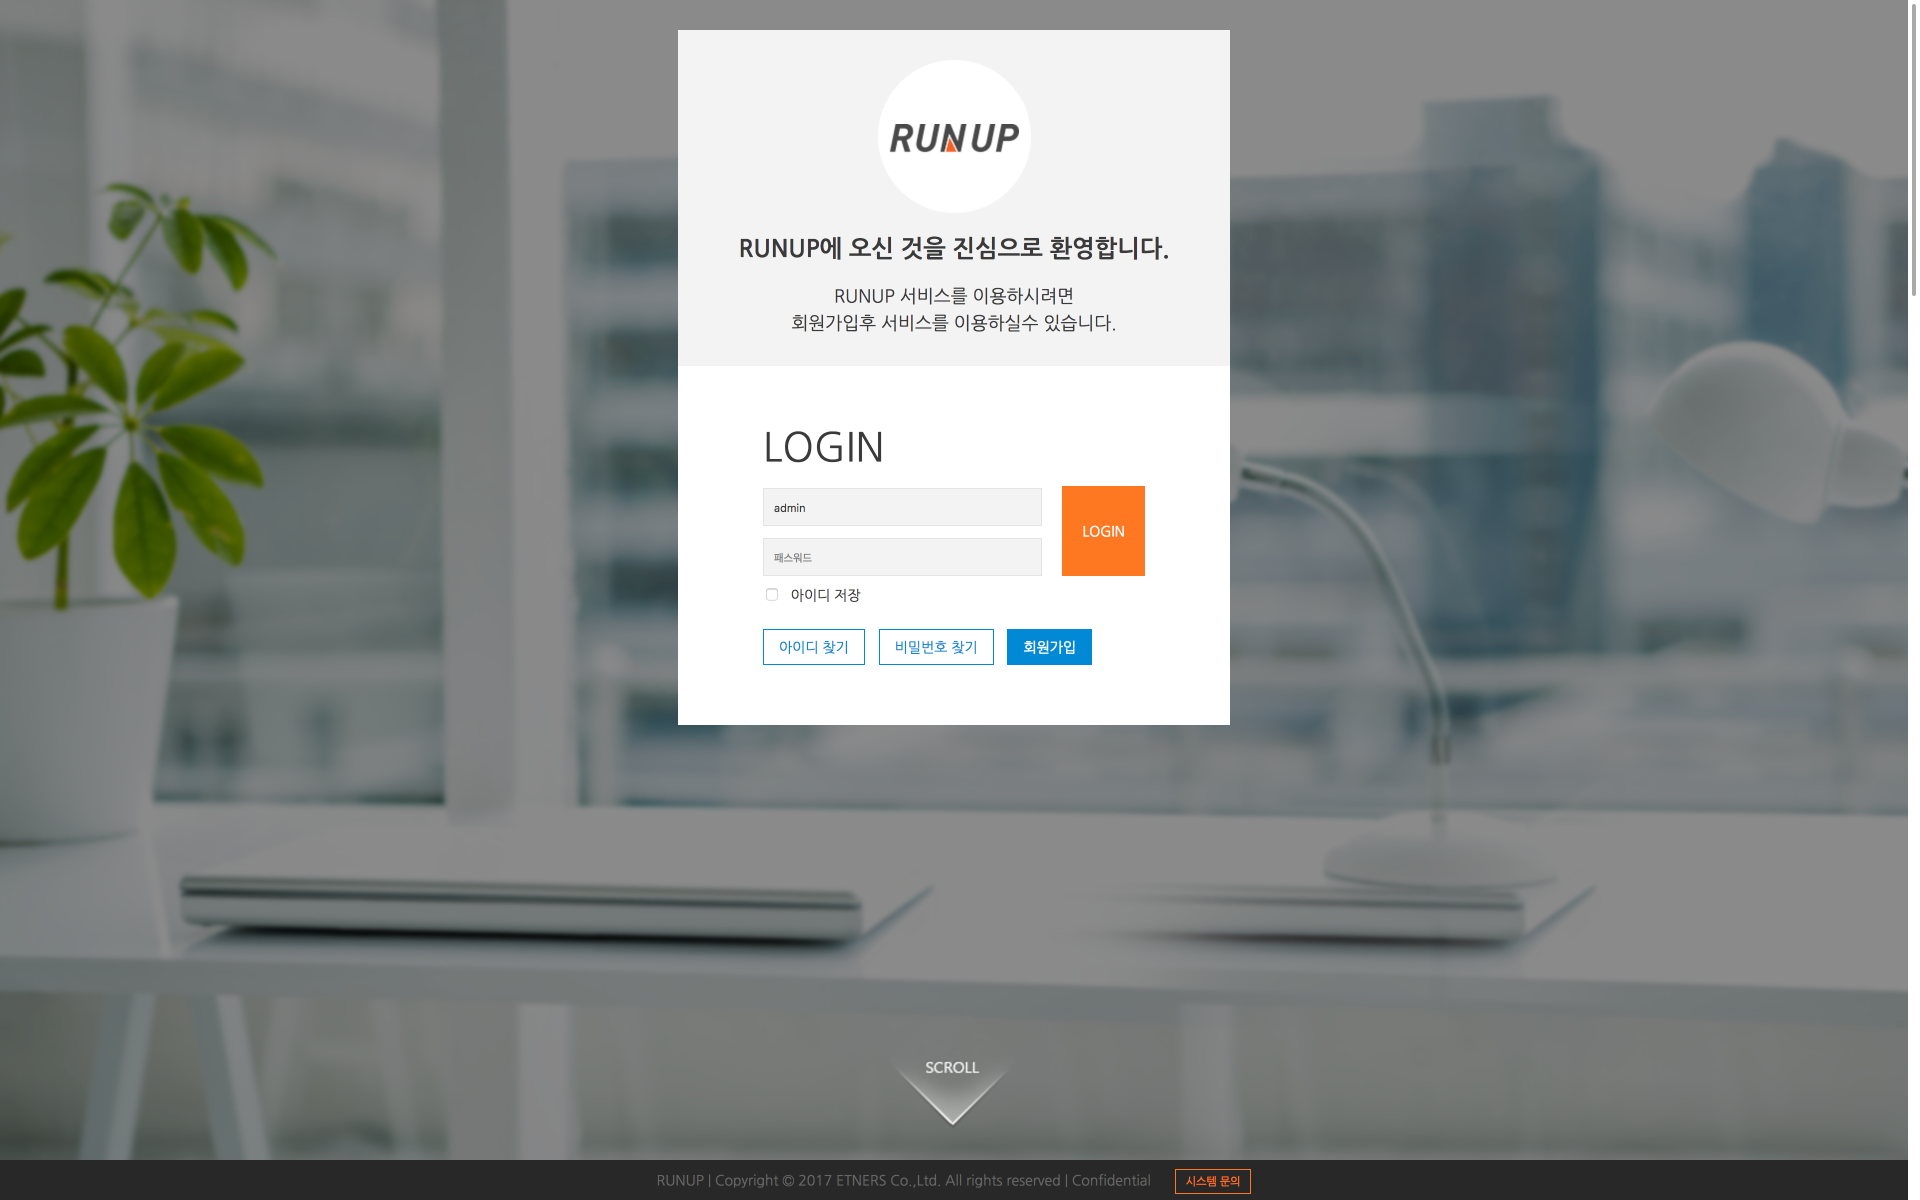 RUNUP
RUNUP에 오신 것을 진심으로 환영합니다.
RUNUP 서비스를 이용하시려면
회원가입후 서비스를 이용하실수 있습니다.
LOGIN
admin
LOGIN
패스워드
아이디 저장
아이디 찾기
비밀번호 찾기
회원가입
SCROLL
RUNUP | Copyright © 2017 ETNERS Co.,Ltd. All rights reserved | Confidential
시스템 문의